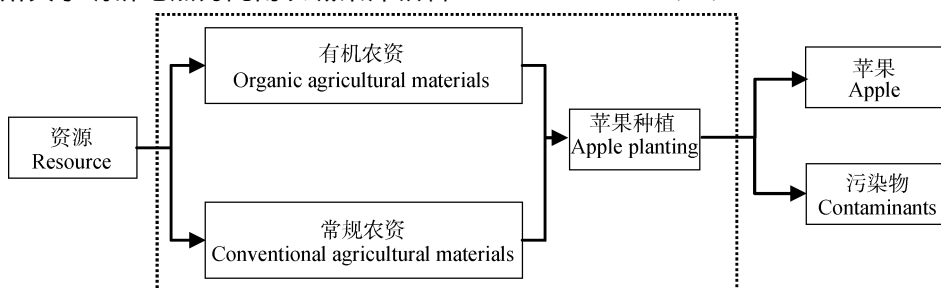 有机农资
Organic agricultural materials
资源
Resource
苹果种植
Apple planting
常规农资
Conventional agricultural materials
苹果
Apple
污染物
Contaminants